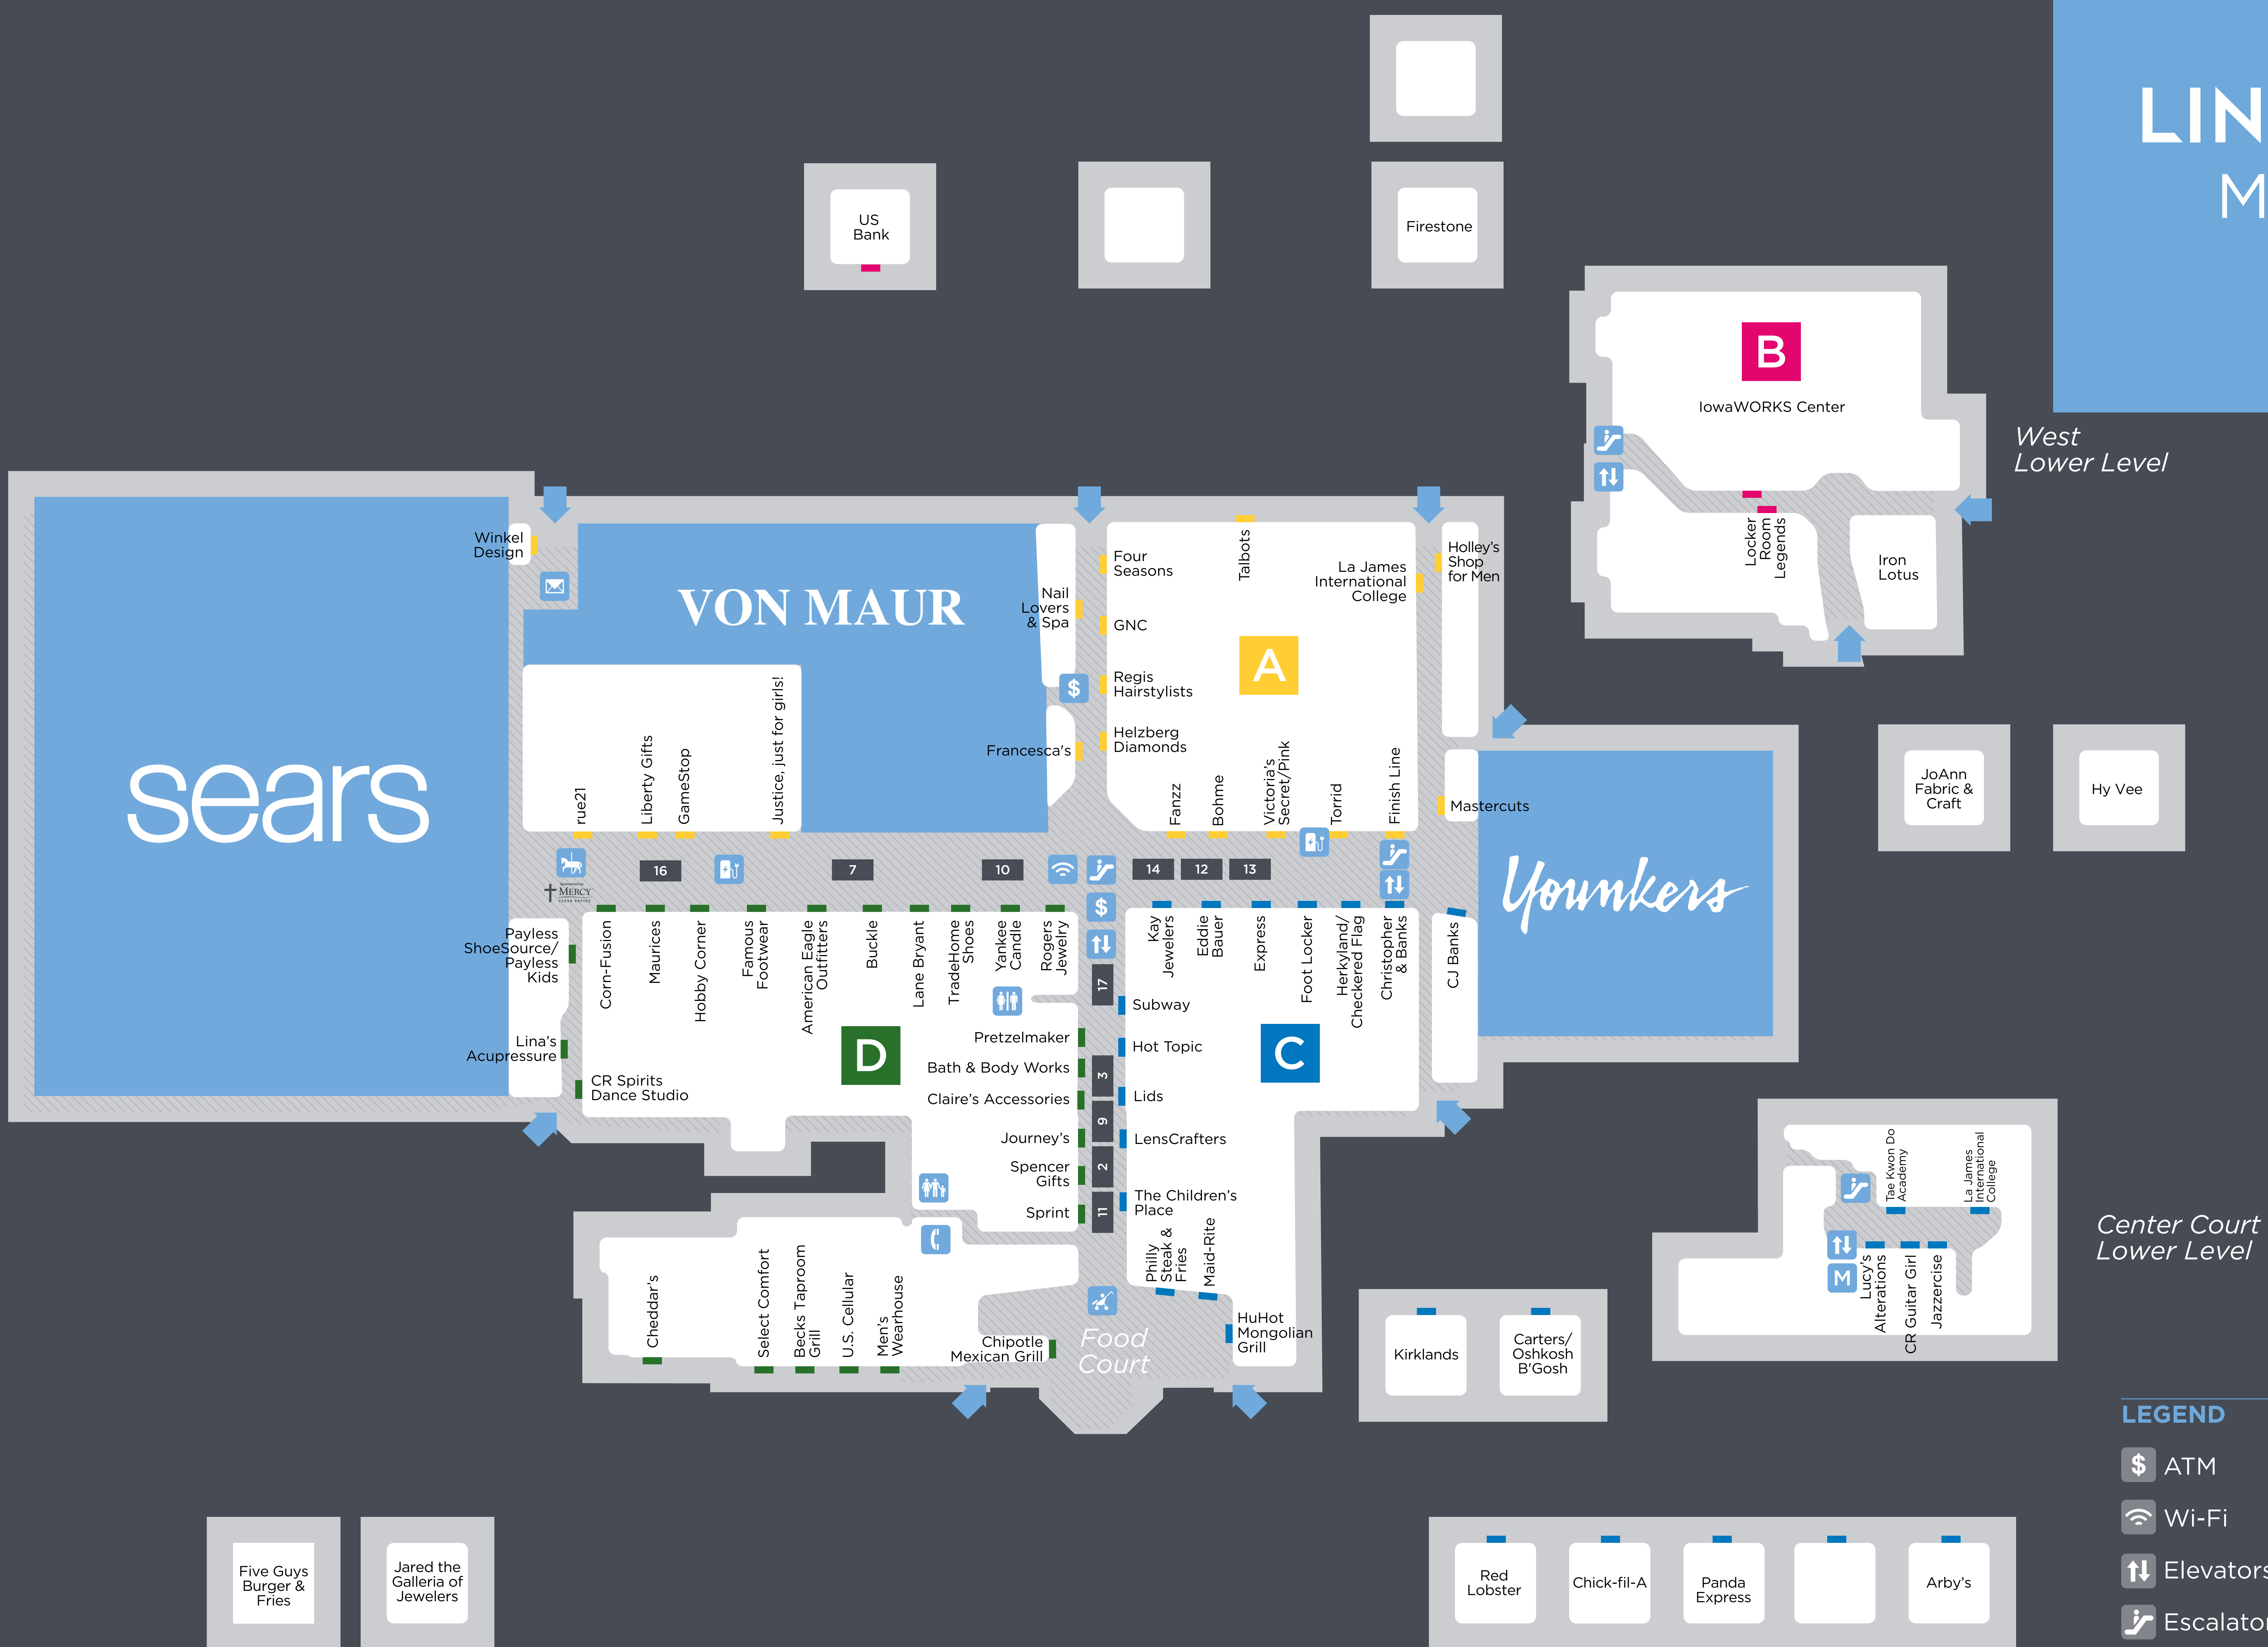 LIN
M
US
Bank
Firestone
B
IowaWORKS Center
West
Lower Level
Locker
Room
Legends
Iron
Lotus
Winkel
Design
sears
VON MAUR
Nail
Lovers
& Spa
Francesca's
$
Four
Seasons
GNC
Regis
Hairstylists
Helzberg
Diamonds
Talbots
La James
International
College
Holley's
Shop
for Men
A
rue21
Liberty Gifts
GameStop
Justice, just for girls!
Fanzz
Bohme
Victoria's
Secret/Pink
Torrid
Finish Line
Mastercuts
Younkers
JoAnn
Fabric &
Craft
Hy Vee
MERCY
16
7
10
14
12
13
$
Payless
ShoeSource/
Payless
Kids
Lina's
Acupressure
CR Spirits
Dance Studio
Corn-Fusion
Maurices
Hobby Corner
Famous
Footwear
American Eagle
Outfitters
Buckle
Lane Bryant
TradeHome
Shoes
Yankee
Candle
Rogers
Jewelry
D
Pretzelmaker
Bath & Body Works
Claire's Accessories
Journey's
Spencer
Gifts
Sprint
17
3
9
2
11
Kay
Jewelers
Eddie
Bauer
Express
Foot Locker
Herkyland/
Checkered Flag
Christopher
& Banks
CJ Banks
Subway
Hot Topic
Lids
LensCrafters
The Children's
Place
C
Philly
Steak &
Fries
Maid-Rite
HuHot
Mongolian
Grill
Cheddar's
Select Comfort
Becks Taproom
Grill
U.S. Cellular
Men's
Wearhouse
Chipotle
Mexican Grill
Food
Court
Kirklands
Carters/
Oshkosh
B'Gosh
Tae Kwon Do
Academy
La James
International
College
M
Lucy's
Alterations
CR Guitar Girl
Jazzercise
Center Court
Lower Level
LEGEND
$ ATM
Wi-Fi
Elevators
Escalator
Five Guys
Burger &
Fries
Jared the
Galleria of
Jewelers
Red
Lobster
Chick-fil-A
Panda
Express
Arby's